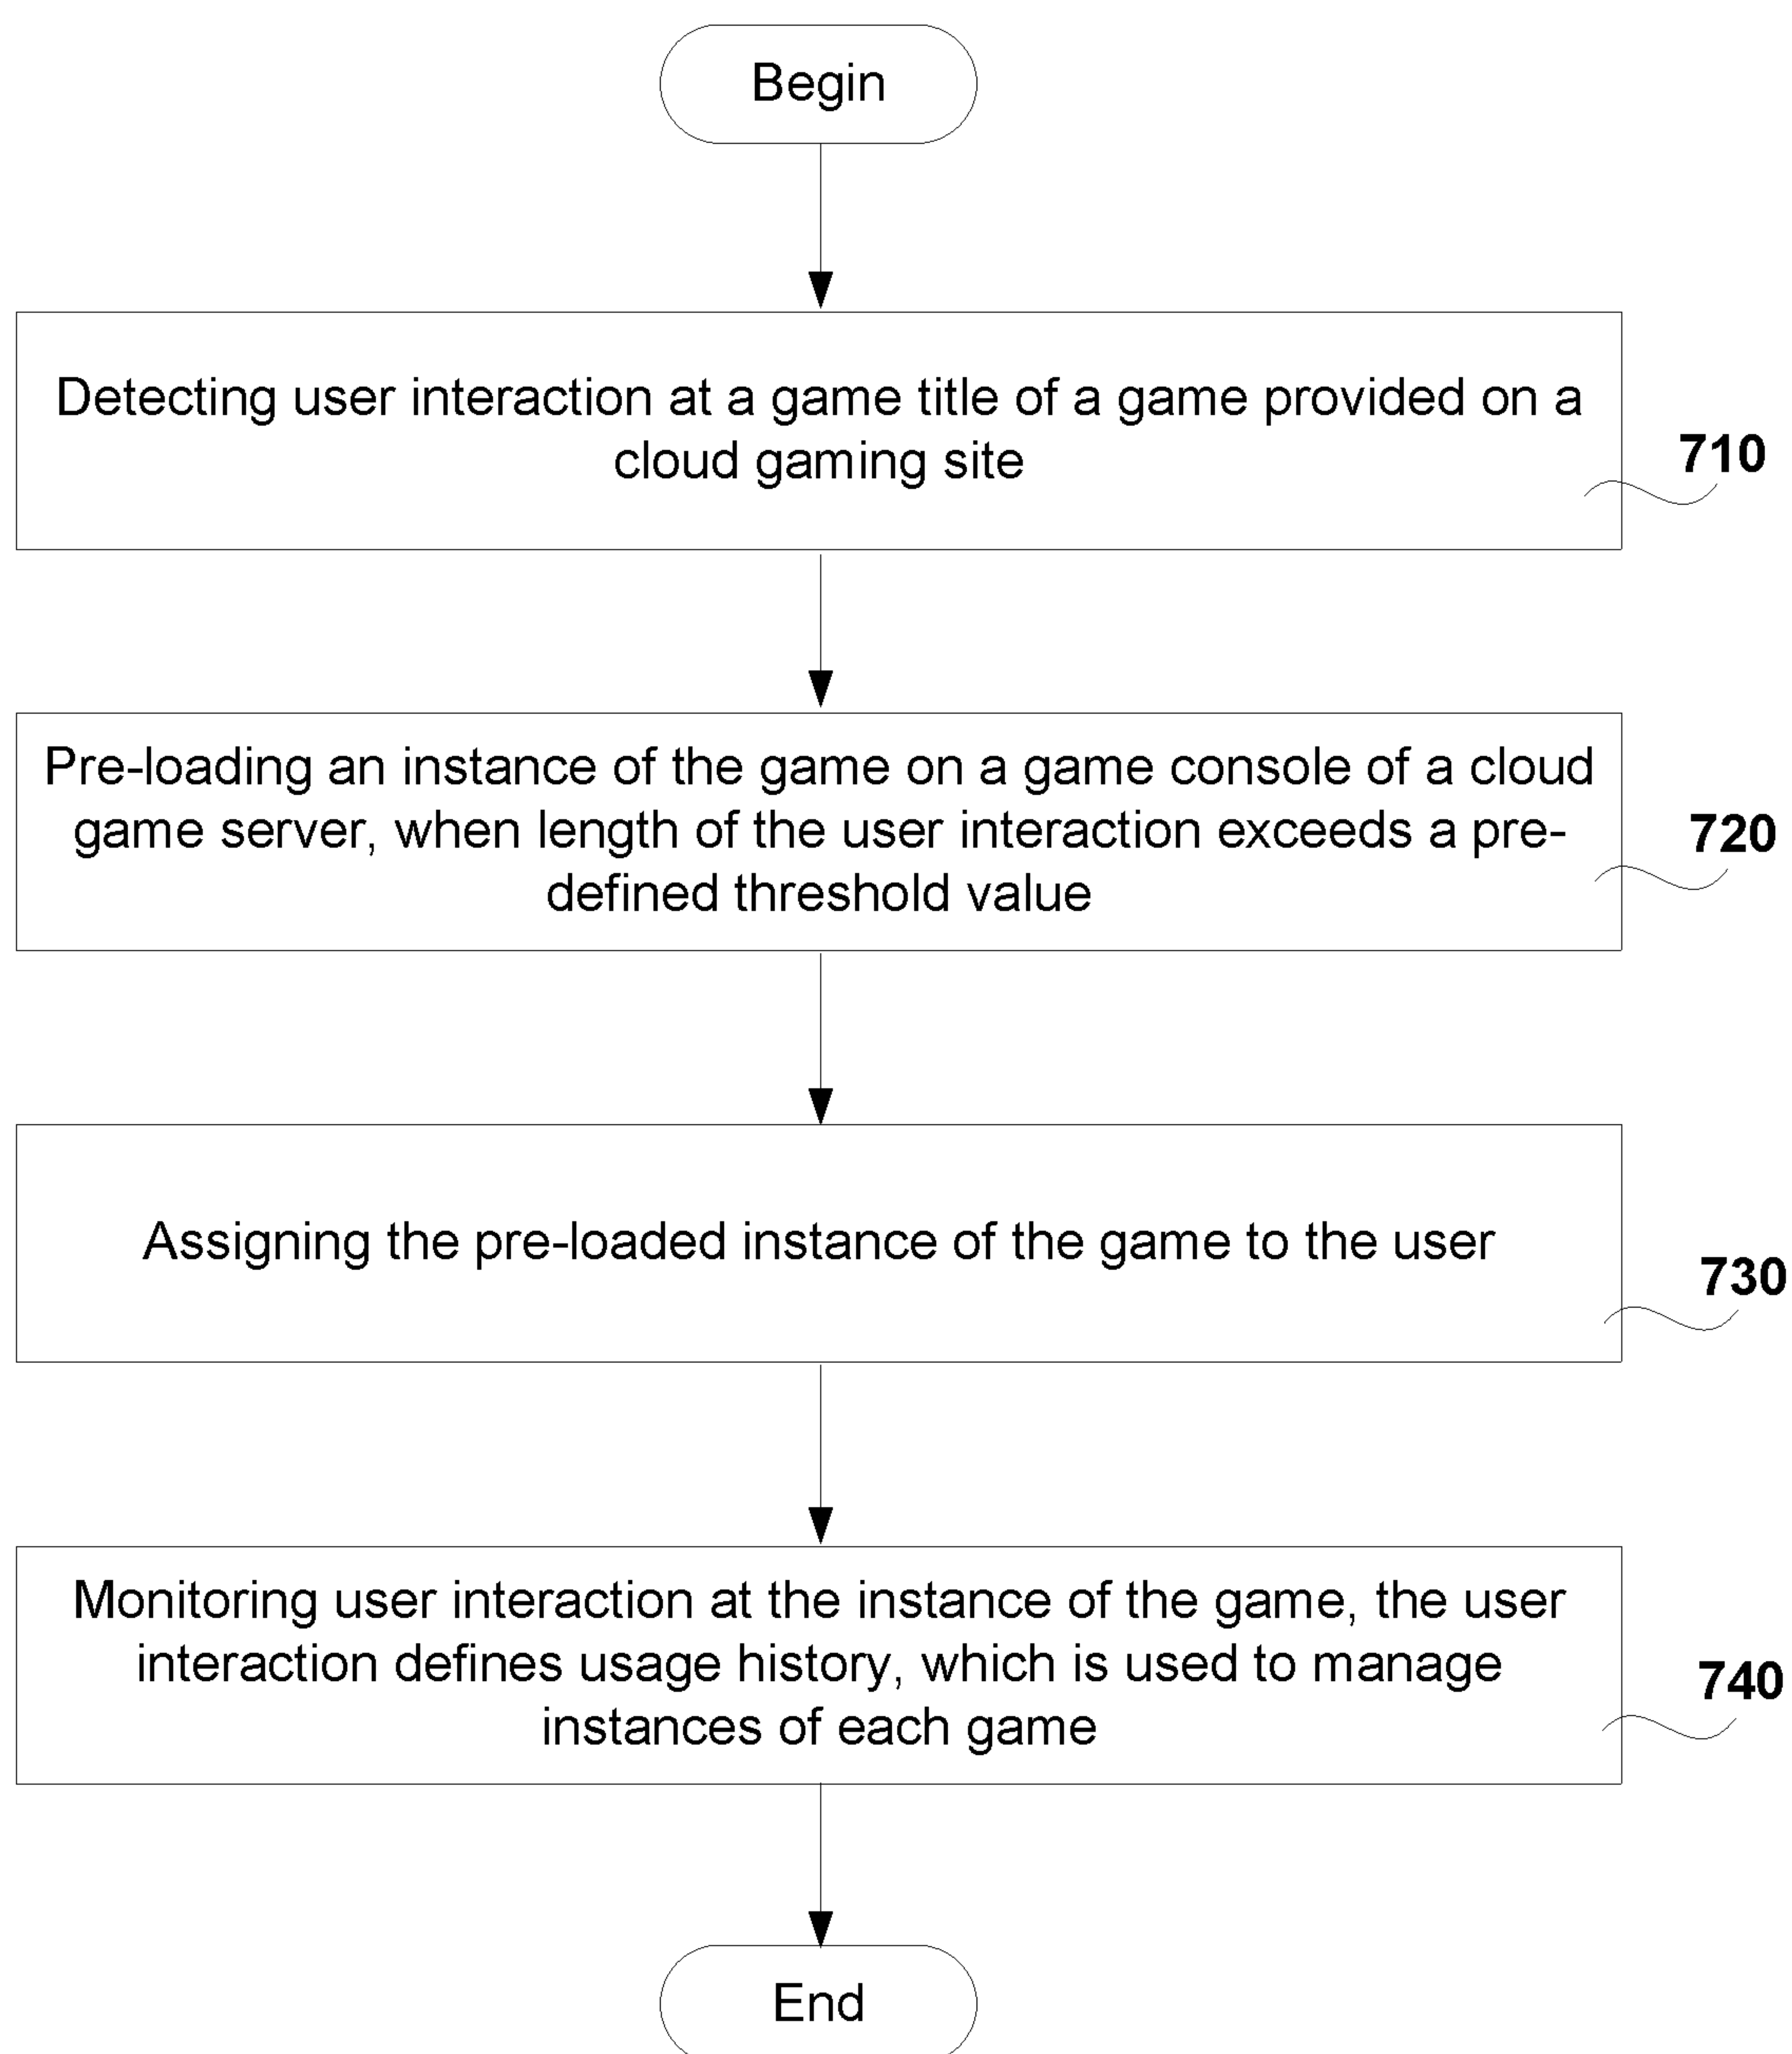 Begin
Detecting user interaction at a game title of a game provided on a
cloud gaming site
710
Pre-loading an instance of the game on a game console of a cloud
game server, when length of the user interaction exceeds a pre-
defined threshold value
720
Assigning the pre-loaded instance of the game to the user
730
Monitoring user interaction at the instance of the game, the user
interaction defines usage history, which is used to manage
instances of each game
740
End